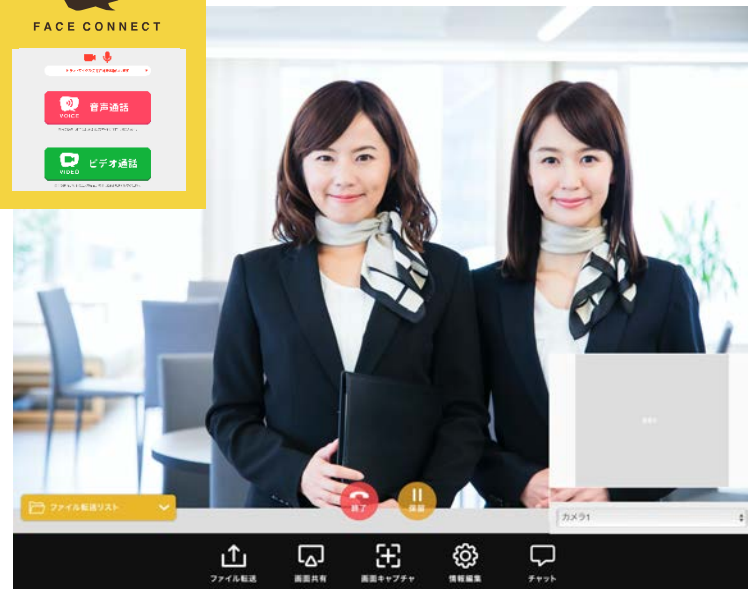 FACE CONNECT
VOICE
音声通話
VIDEO
ビデオ通話
ファイル転送リスト
終了
保留
カメラ1
ファイル転送
画面共有
画面キャプチャ
情報編集
チャット